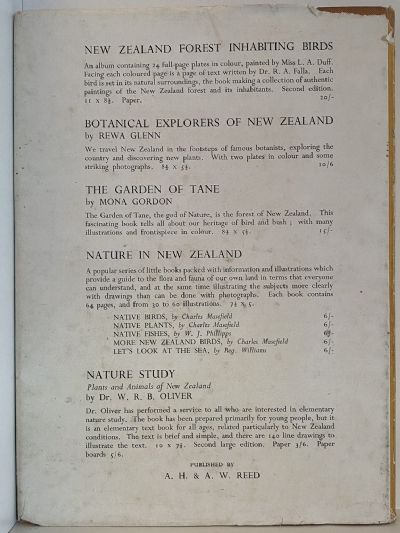 NEW ZEALAND FOREST INHABITING BIRDS
An album containing 24 full-page plates in colour, painted by Miss L. A. Duff.
Facing each coloured page is a page of text written by Dr. R. A. Falla. Each
bird is set in its natural surroundings, the book making a collection of authentic
paintings of the New Zealand forest and its inhabitants. Second edition.
11 x 8½. Paper. 20/-
BOTANICAL EXPLORERS OF NEW ZEALAND
by REWA GLENN
We travel New Zealand in the footsteps of famous botanists, exploring the
country and discovering new plants. With two plates in colour and some
striking photographs. 8½ x 5½. 10/6
THE GARDEN OF TANE
by MONA GORDON
The Garden of Tane, the god of Nature, is the forest of New Zealand. This
fascinating book tells all about our heritage of bird and bush ; with many
illustrations and frontispiece in colour. 8½ x 5½. 15/-
NATURE IN NEW ZEALAND
A popular series of little books packed with information and illustrations which
provide a guide to the flora and fauna of our own land in terms that everyone
can understand, and at the same time illustrating the subjects more clearly
with drawings than can be done with photographs. Each book contains
64 pages, and from 50 to 60 illustrations. 7½ x 5.
NATIVE BIRDS, by Charles Masefield 6/-
NATIVE PLANTS, by Charles Masefield 6/-
NATIVE FISHES, by W. J. Phillipps 6/-
MORE NEW ZEALAND BIRDS, by Charles Masefield 6/-
LET'S LOOK AT THE SEA, by Reg. Williams 6/-
NATURE STUDY
Plants and Animals of New Zealand
by Dr. W. R. B. OLIVER
Dr. Oliver has performed a service to all who are interested in elementary
nature study. The book has been prepared primarily for young people, but it
is an elementary text book for all ages, related particularly to New Zealand
conditions. The text is brief and simple, and there are 140 line drawings to
illustrate the text. 10 x 7½. Second large edition. Paper 3/6. Paper
boards 5/6.
PUBLISHED BY
A. H. & A. W. REED